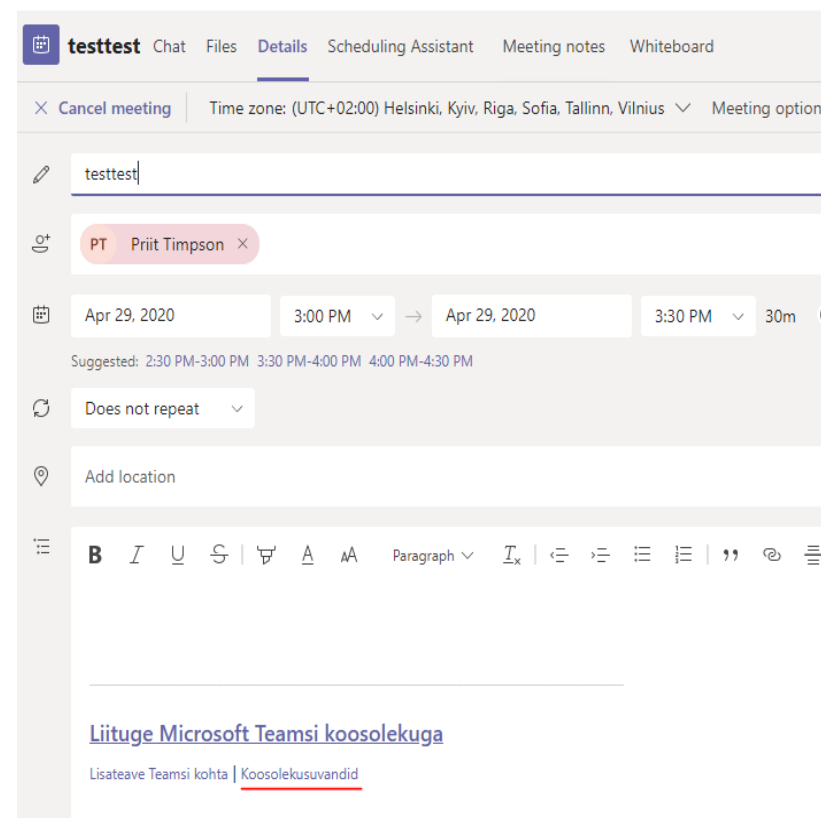 testtest Chat Files Details Scheduling Assistant Meeting notes Whiteboard
Cancel meeting Time zone: (UTC+02:00) Helsinki, Kyiv, Riga, Sofia, Tallinn, Vilnius Meeting option
testtest
PT Priit Timpson
Apr 29, 2020 3:00 PM → Apr 29, 2020 3:30 PM 30m
Suggested: 2:30 PM-3:00 PM 3:30 PM-4:00 PM 4:00 PM-4:30 PM
Does not repeat
Add location
B I U S A AA Paragraph Tx
Liituge Microsoft Teamsi koosolekuga
Lisateave Teamsi kohta | Koosolekusuvandid